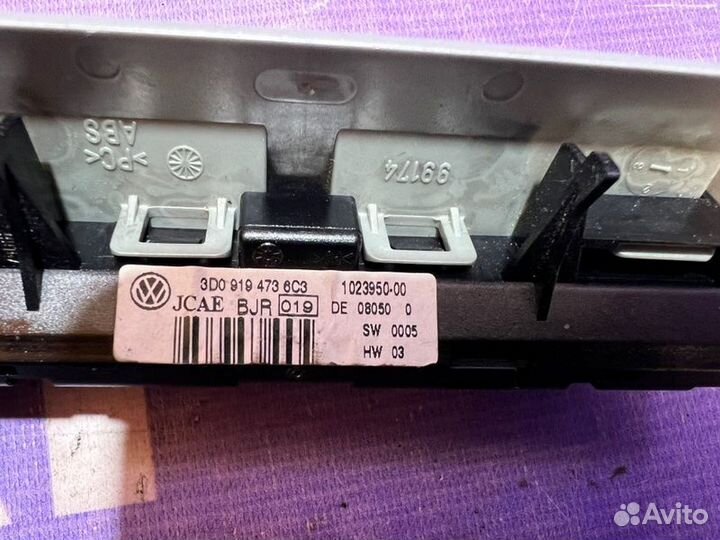 >PC<
ABS
99174
3D0 919 473 6C3 1023950-00
JCAE BJR 019 DE 08050 0
SW 0005
HW 03
Avito